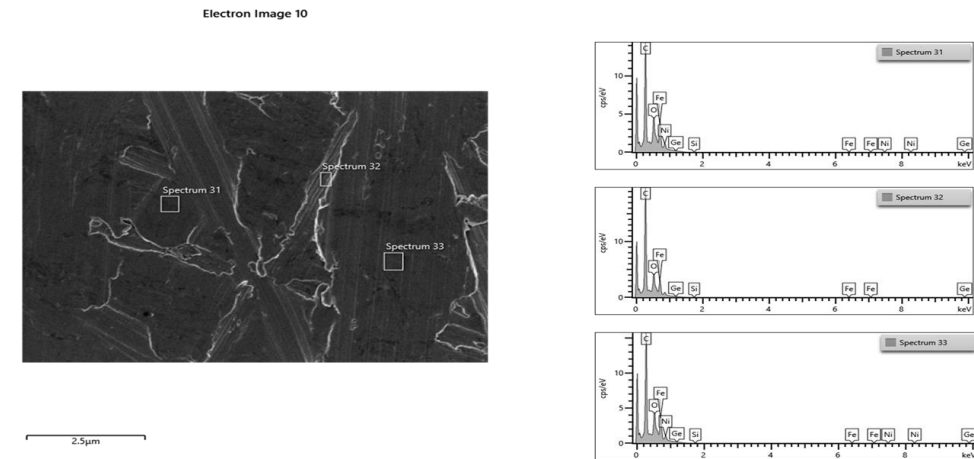 Electron Image 10
Spectrum 31
Spectrum 32
Spectrum 33
2.5µm
Spectrum 31
C
10
cps/eV
Fe
5
O
Ni
Ge Si Fe Fe Ni Ni Ge
0
0 2 4 6 8 keV
Spectrum 32
C
10
cps/eV
Fe
O
Ge Si Fe Fe Ge
0
0 2 4 6 8 keV
Spectrum 33
C
10
cps/eV
Fe
5
O
Ni
Ge Si Fe Fe Ni Ni Ge
0
0 2 4 6 8 keV